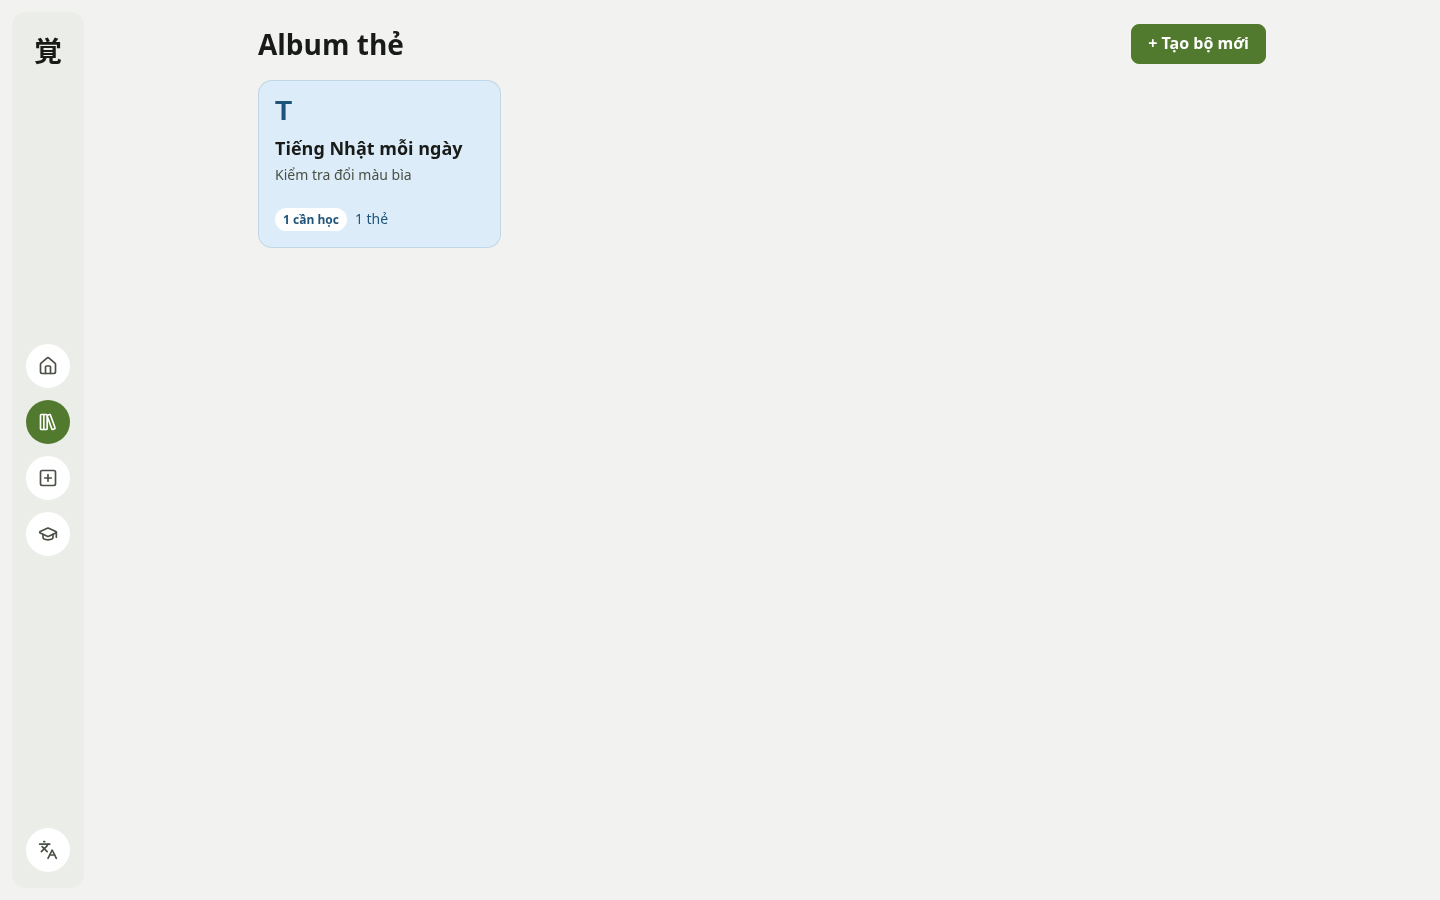 覚
Album thẻ
+ Tạo bộ mới
T
Tiếng Nhật mỗi ngày
Kiểm tra đổi màu bìa
1 cần học
1 thẻ